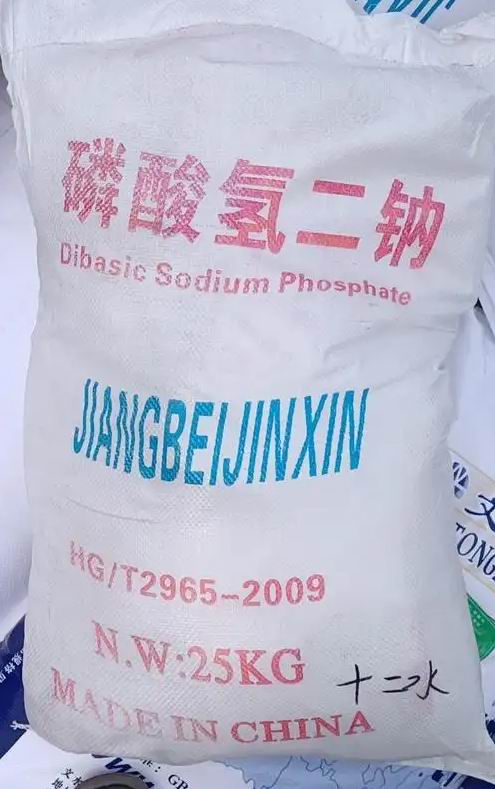 磷酸氢二钠
Dibasic Sodium Phosphate
JIANGBEIJINXIN
HG/T2965-2009
N.W:25KG
十二水
MADE IN CHINA
TONG